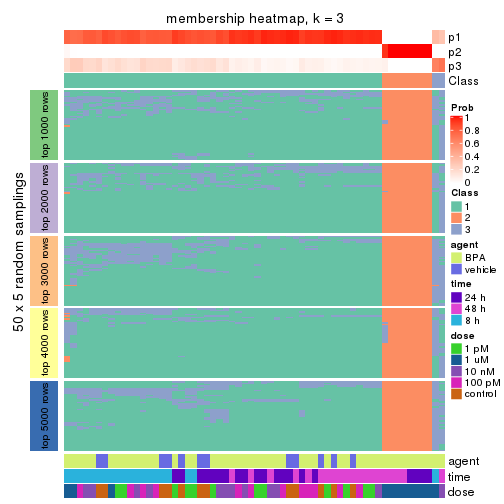 membership heatmap, k = 3
p1
p2
p3
Class
50 x 5 random samplings
top 1000 rows
top 2000 rows
top 3000 rows
top 4000 rows
top 5000 rows
agent
time
dose
Prob
1
0.8
0.6
0.4
0.2
0
Class
1
2
3
agent
BPA
vehicle
time
24 h
48 h
8 h
dose
1 pM
1 uM
10 nM
100 pM
control